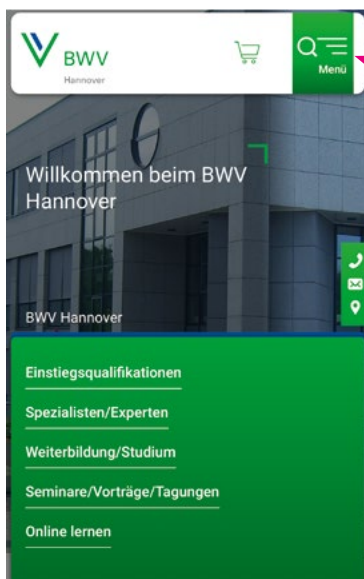 BWV
Hannover
Menü
Willkommen beim BWV
Hannover
BWV Hannover
Einstiegsqualifikationen
Spezialisten/Experten
Weiterbildung/Studium
Seminare/Vorträge/Tagungen
Online lernen